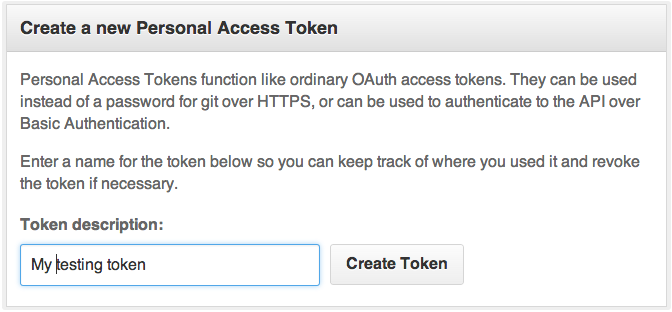 Create a new Personal Access Token
Personal Access Tokens function like ordinary OAuth access tokens. They can be used
instead of a password for git over HTTPS, or can be used to authenticate to the API over
Basic Authentication.
Enter a name for the token below so you can keep track of where you used it and revoke
the token if necessary.
Token description:
My testing token
Create Token